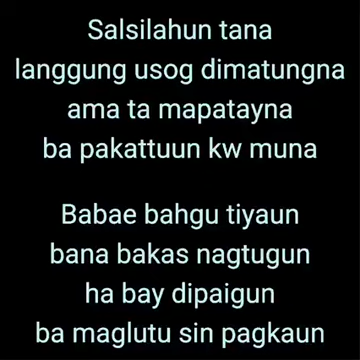 Salsilahun tana
langgung usog dimatungna
ama ta mapatayna
ba pakattuun kw muna
Babae bahgu tiyaun
bana bakas nagtugun
ha bay dipaigun
ba maglutu sin pagkaun